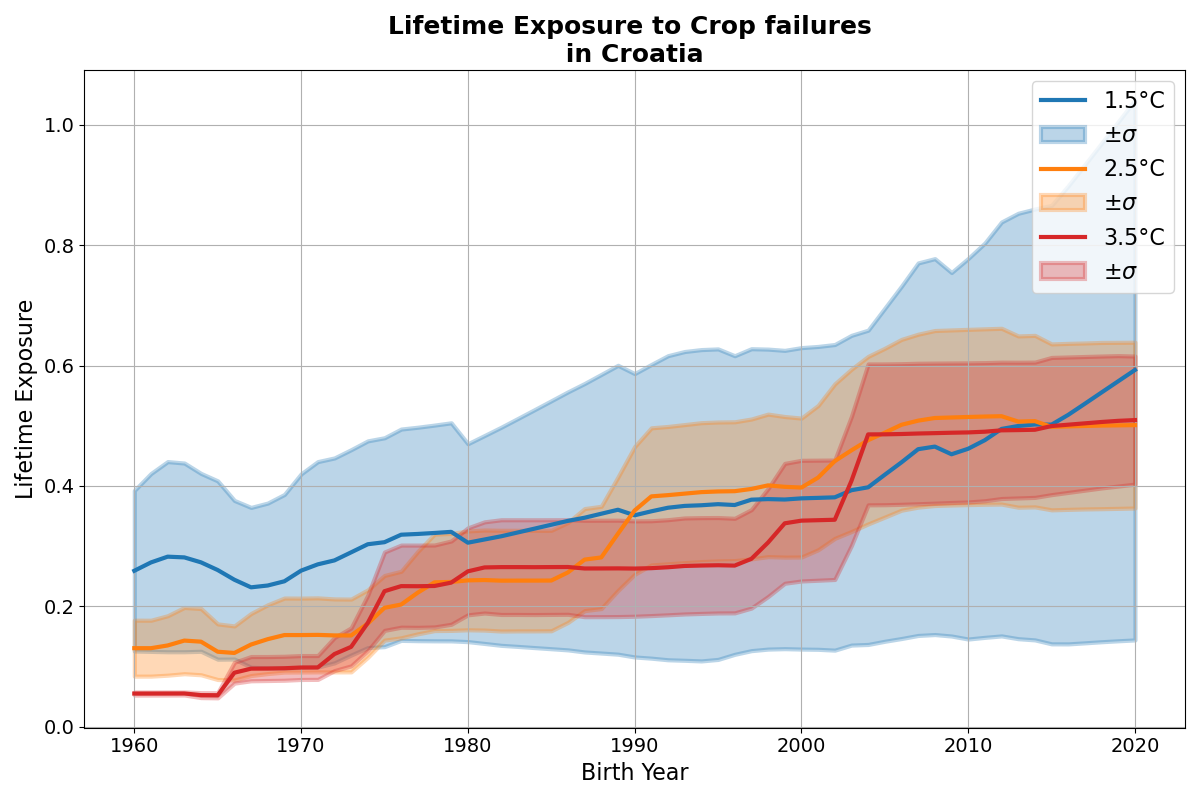 Lifetime Exposure to Crop failures
in Croatia
1.5°C
±σ
2.5°C
±σ
3.5°C
±σ
Lifetime Exposure
1.0
0.8
0.6
0.4
0.2
0.0
1960 1970 1980 1990 2000 2010 2020
Birth Year